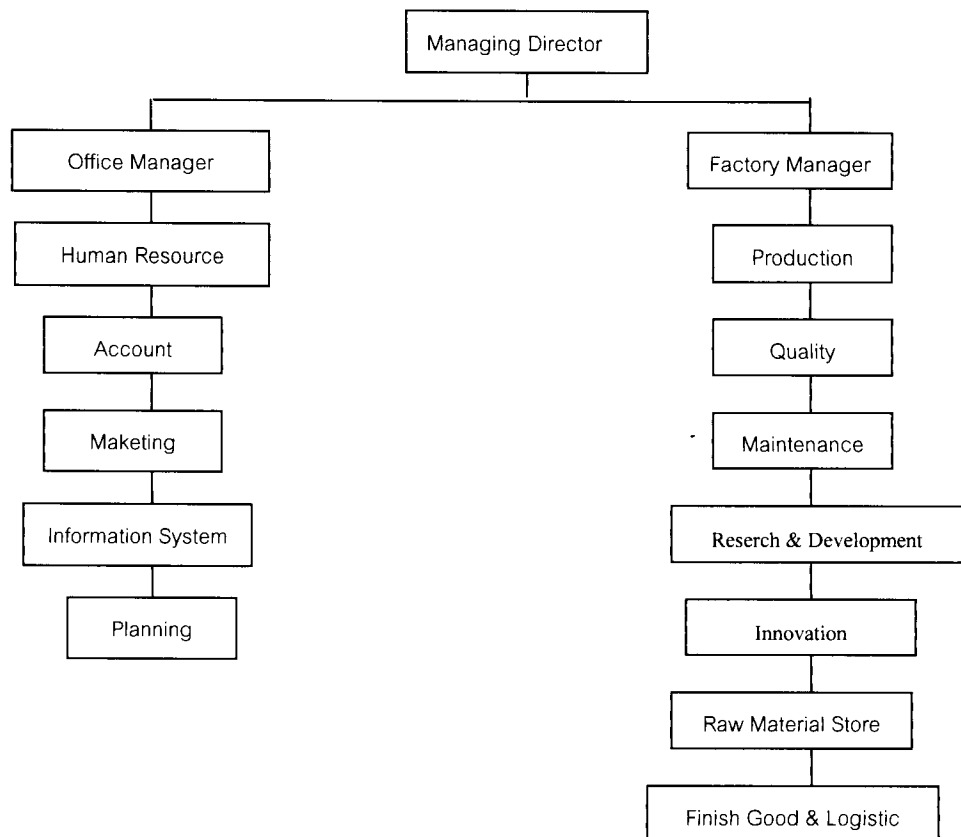 Managing Director
Office Manager
Human Resource
Account
Maketing
Information System
Planning
Factory Manager
Production
Quality
Maintenance
Reserch & Development
Innovation
Raw Material Store
Finish Good & Logistic